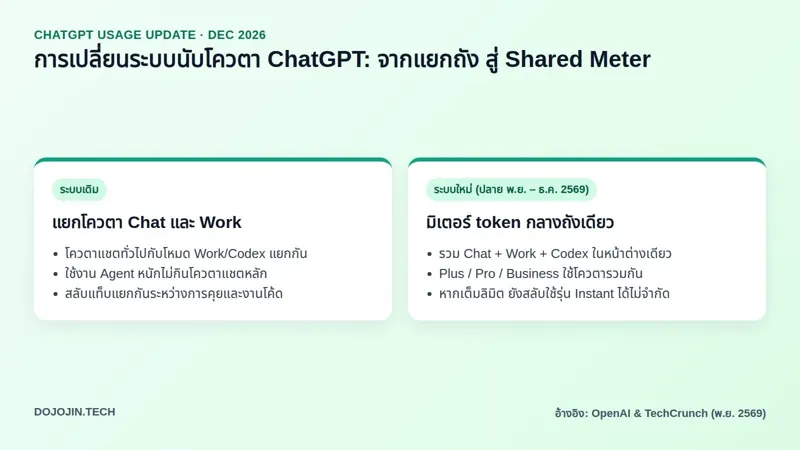 CHATGPT USAGE UPDATE · DEC 2026
การเปลี่ยนระบบนับโควตา ChatGPT: จากแยกถัง สู่ Shared Meter
ระบบเดิม
แยกโควตา Chat และ Work
• โควตาแชตทั่วไปกับโหมด Work/Codex แยกกัน
• ใช้งาน Agent หนักไม่กินโควตาแชตหลัก
• สลับแท็บแยกกันระหว่างการคุยและงานโค้ด
ระบบใหม่ (ปลาย พ.ย. – ธ.ค. 2569)
มิเตอร์ token กลางถังเดียว
• รวม Chat + Work + Codex ในหน้าต่างเดียว
• Plus / Pro / Business ใช้โควตารวมกัน
• หากเต็มลิมิต ยังสลับใช้รุ่น Instant ได้ไม่จำกัด
DOJOJIN.TECH
อ้างอิง: OpenAI & TechCrunch (พ.ย. 2569)